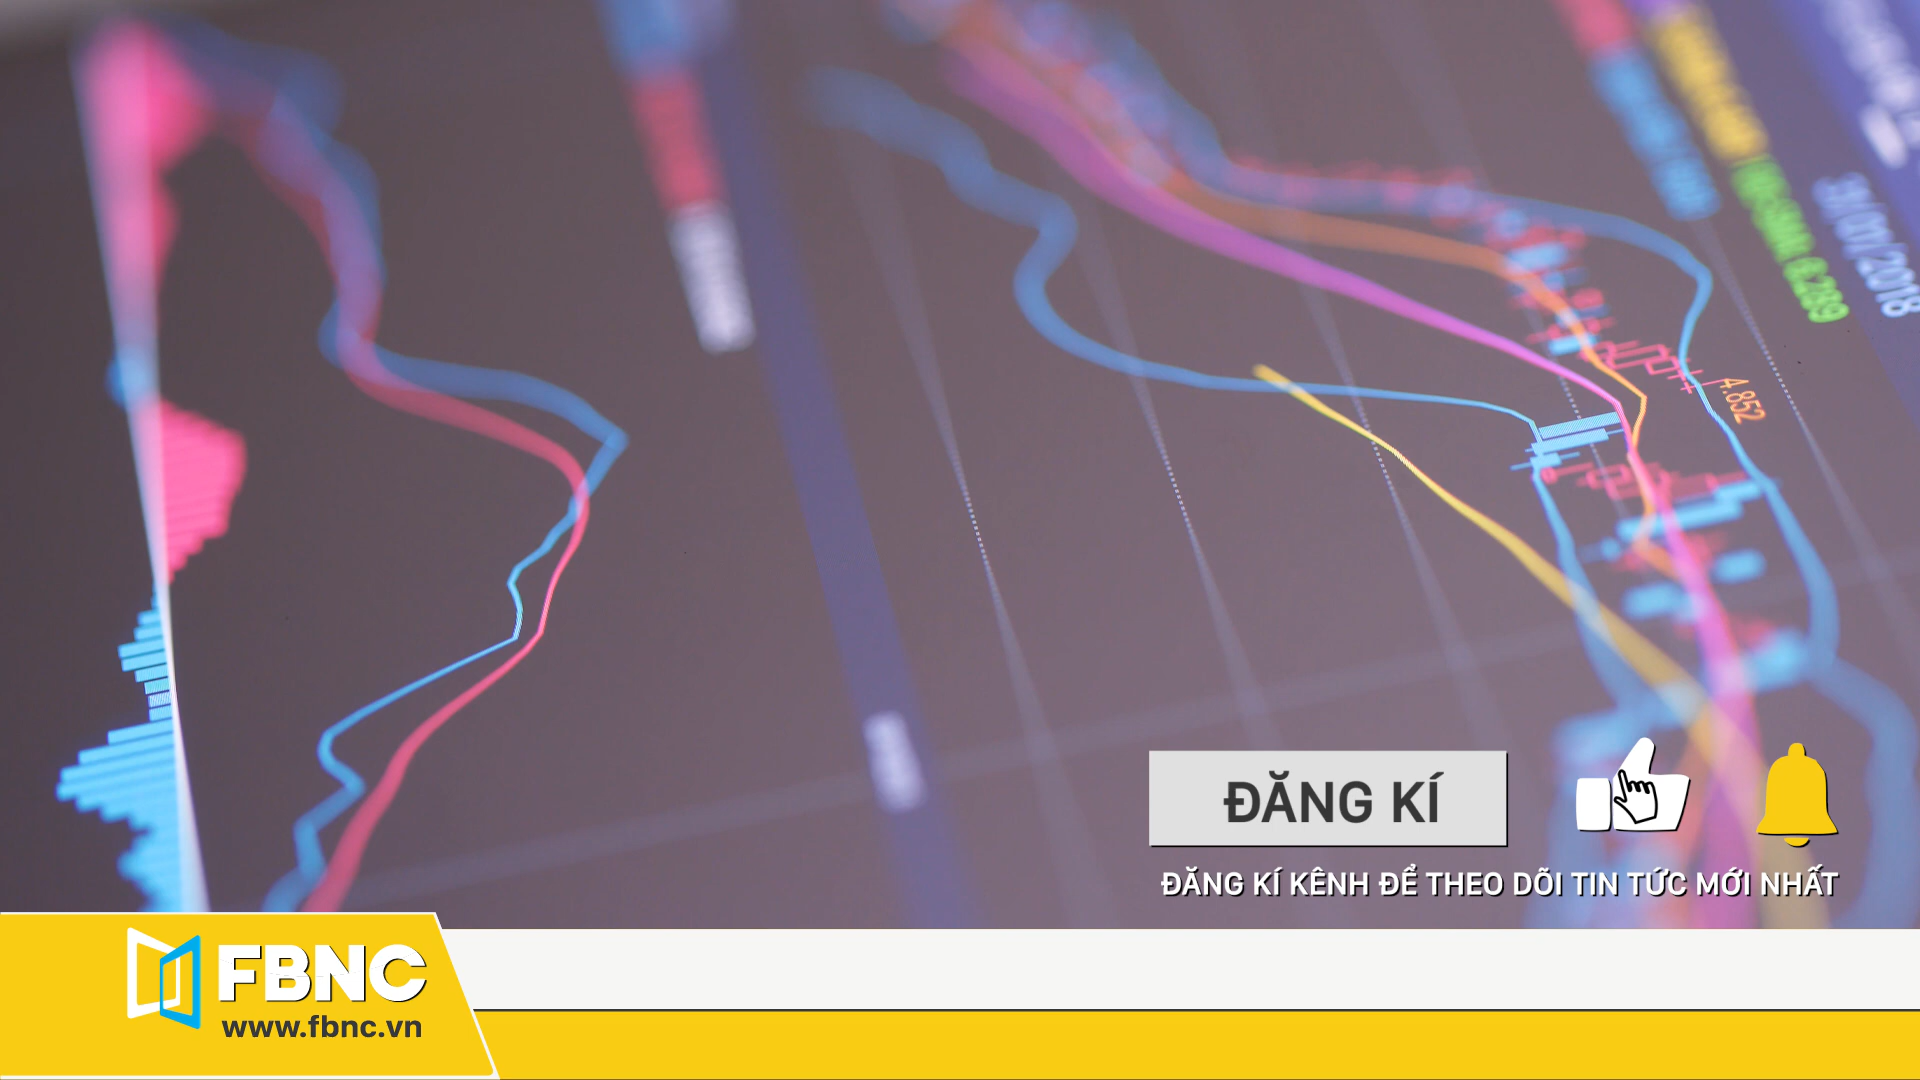 31/01/2018
4.852
ĐĂNG KÍ
ĐĂNG KÍ KÊNH ĐỂ THEO DÕI TIN TỨC MỚI NHẤT
FBNC
www.fbnc.vn